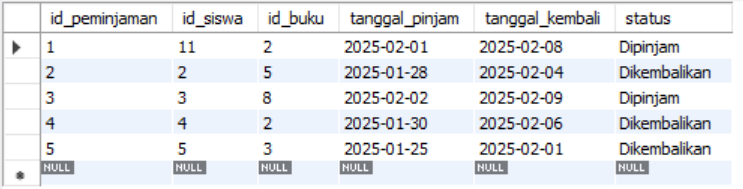 id_peminjaman id_siswa id_buku tanggal_pinjam tanggal_kembali status
1 11 2 2025-02-01 2025-02-08 Dipinjam
2 2 5 2025-01-28 2025-02-04 Dikembalikan
3 3 8 2025-02-02 2025-02-09 Dipinjam
4 4 2 2025-01-30 2025-02-06 Dikembalikan
5 5 3 2025-01-25 2025-02-01 Dikembalikan
NULL NULL NULL NULL NULL NULL